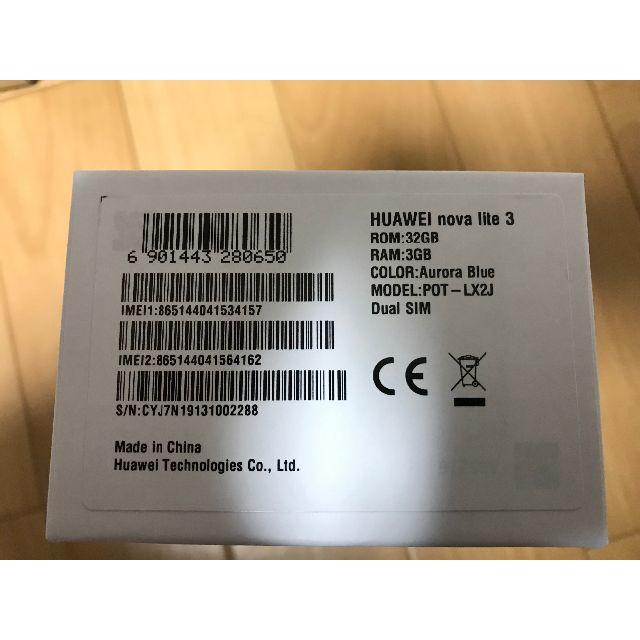 6 901443 280650
IMEI1:865144041534157
IMEI2:865144041564162
S/N:CYJ7N19131002288
Made in China
Huawei Technologies Co., Ltd.
HUAWEI nova lite 3
ROM:32GB
RAM:3GB
COLOR:Aurora Blue
MODEL:POT-LX2J
Dual SIM
CE